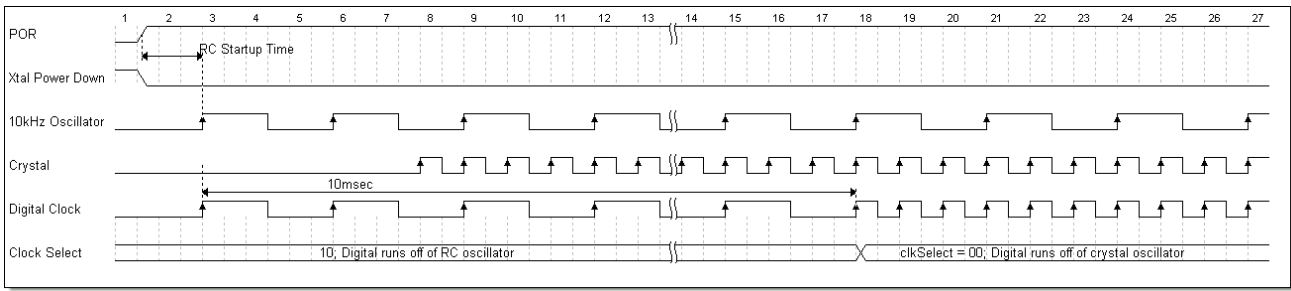 1 2 3 4 5 6 7 8 9 10 11 12 13 14 15 16 17 18 19 20 21 22 23 24 25 26 27
POR
RC Startup Time
Xtal Power Down
10kHz Oscillator
Crystal
10msec
Digital Clock
Clock Select 10; Digital runs off of RC oscillator clkSelect = 00; Digital runs off of crystal oscillator